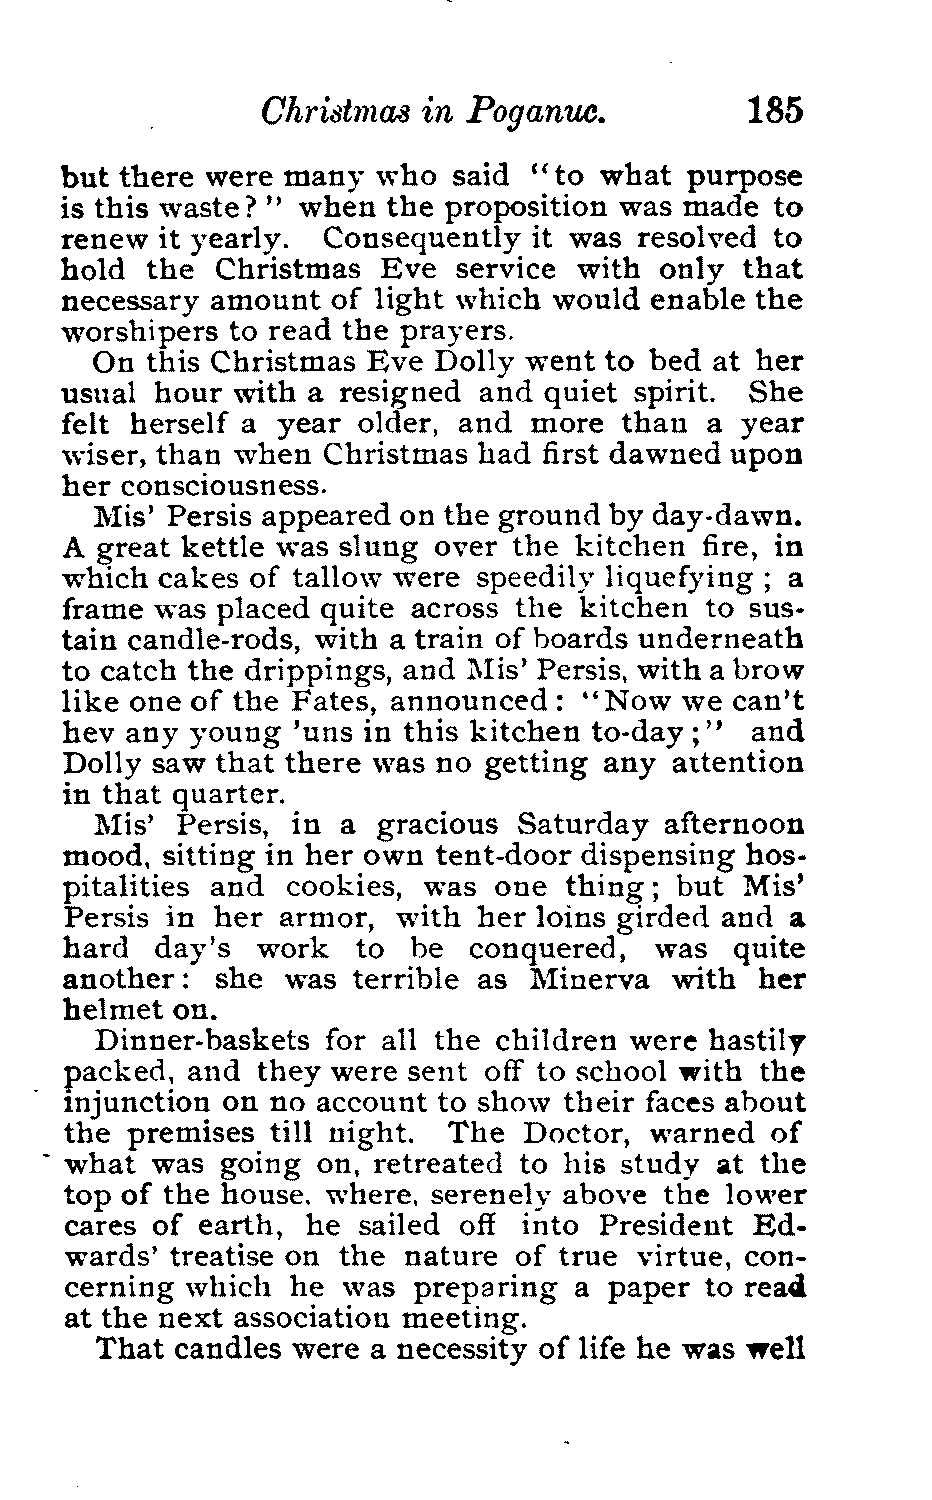 Christmas in Poganuc. 185
but there were many who said "to what purpose
is this waste?" when the proposition was made to
renew it yearly. Consequently it was resolved to
hold the Christmas Eve service with only that
necessary amount of light which would enable the
worshipers to read the prayers.
On this Christmas Eve Dolly went to bed at her
usual hour with a resigned and quiet spirit. She
felt herself a year older, and more than a year
wiser, than when Christmas had first dawned upon
her consciousness.
Mis' Persis appeared on the ground by day-dawn.
A great kettle was slung over the kitchen fire, in
which cakes of tallow were speedily liquefying ; a
frame was placed quite across the kitchen to sus-
tain candle-rods, with a train of boards underneath
to catch the drippings, and Mis' Persis, with a brow
like one of the Fates, announced: "Now we can't
hev any young 'uns in this kitchen to-day;" and
Dolly saw that there was no getting any attention
in that quarter.
Mis' Persis, in a gracious Saturday afternoon
mood, sitting in her own tent-door dispensing hos-
pitalities and cookies, was one thing; but Mis'
Persis in her armor, with her loins girded and a
hard day's work to be conquered, was quite
another: she was terrible as Minerva with her
helmet on.
Dinner-baskets for all the children were hastily
packed, and they were sent off to school with the
injunction on no account to show their faces about
the premises till night. The Doctor, warned of
what was going on, retreated to his study at the
top of the house, where, serenely above the lower
cares of earth, he sailed off into President Ed-
wards' treatise on the nature of true virtue, con-
cerning which he was preparing a paper to read
at the next association meeting.
That candles were a necessity of life he was well